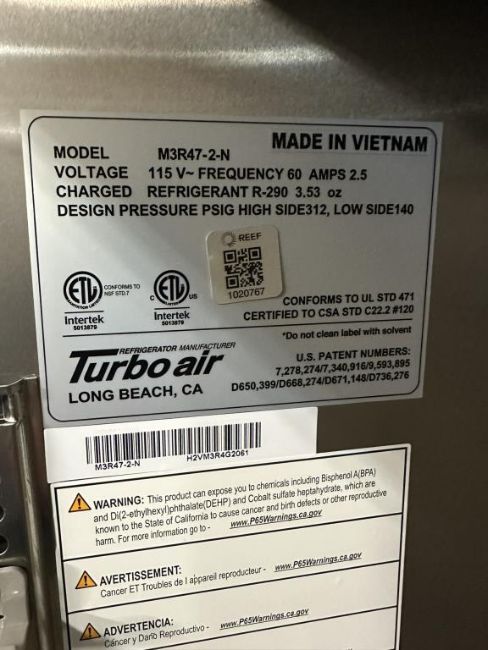 MADE IN VIETNAM
MODEL M3R47-2-N
VOLTAGE 115 V~ FREQUENCY 60 AMPS 2.5
CHARGED REFRIGERANT R-290 3.53 oz
DESIGN PRESSURE PSIG HIGH SIDE312, LOW SIDE140
REEF
1020767
ETL
CONFORMS TO
NSF STD.7
Intertek
5013879
C ETL US
Intertek
5013879
CONFORMS TO UL STD 471
CERTIFIED TO CSA STD C22.2 #120
*Do not clean label with solvent
REFRIGERATOR MANUFACTURER
Turbo air
LONG BEACH, CA
U.S. PATENT NUMBERS:
7,278,274/7,340,916/9,593,895
D650,399/D668,274/D671,148/D736,276
M3R47-2-N H2VM3R4G2061
WARNING: This product can expose you to chemicals including Bisphenol A(BPA)
and Di(2-ethylhexyl)phthalate(DEHP) and Cobalt sulfate heptahydrate, which are
known to the State of California to cause cancer and birth defects or other reproductive
harm. For more information go to - www.P65Warnings.ca.gov
AVERTISSEMENT:
Cancer ET Troubles de l appareil reproducteur - www.P65Warnings.ca.gov
ADVERTENCIA:
Cáncer y Daño Reproductivo - www.P65Warnings.ca.gov